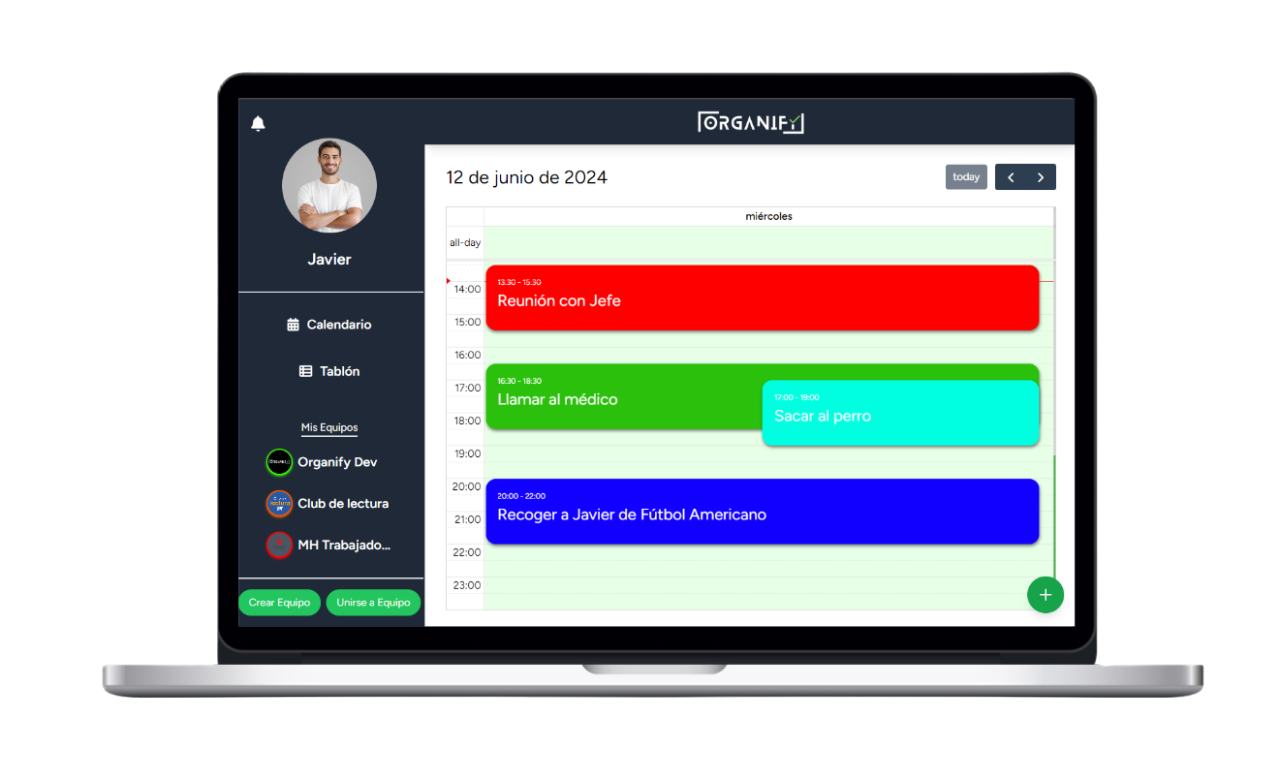 ORGANIFY
Javier
Calendario
Tablón
Mis Equipos
Organify Dev
Club de lectura
MH Trabajado...
Crear Equipo
Unirse a Equipo
12 de junio de 2024
today
miércoles
all-day
14:00
15:00
16:00
17:00
18:00
19:00
20:00
21:00
22:00
23:00
13:30 - 15:30
Reunión con Jefe
16:30 - 18:30
Llamar al médico
17:00 - 19:00
Sacar al perro
20:00 - 22:00
Recoger a Javier de Fútbol Americano
+